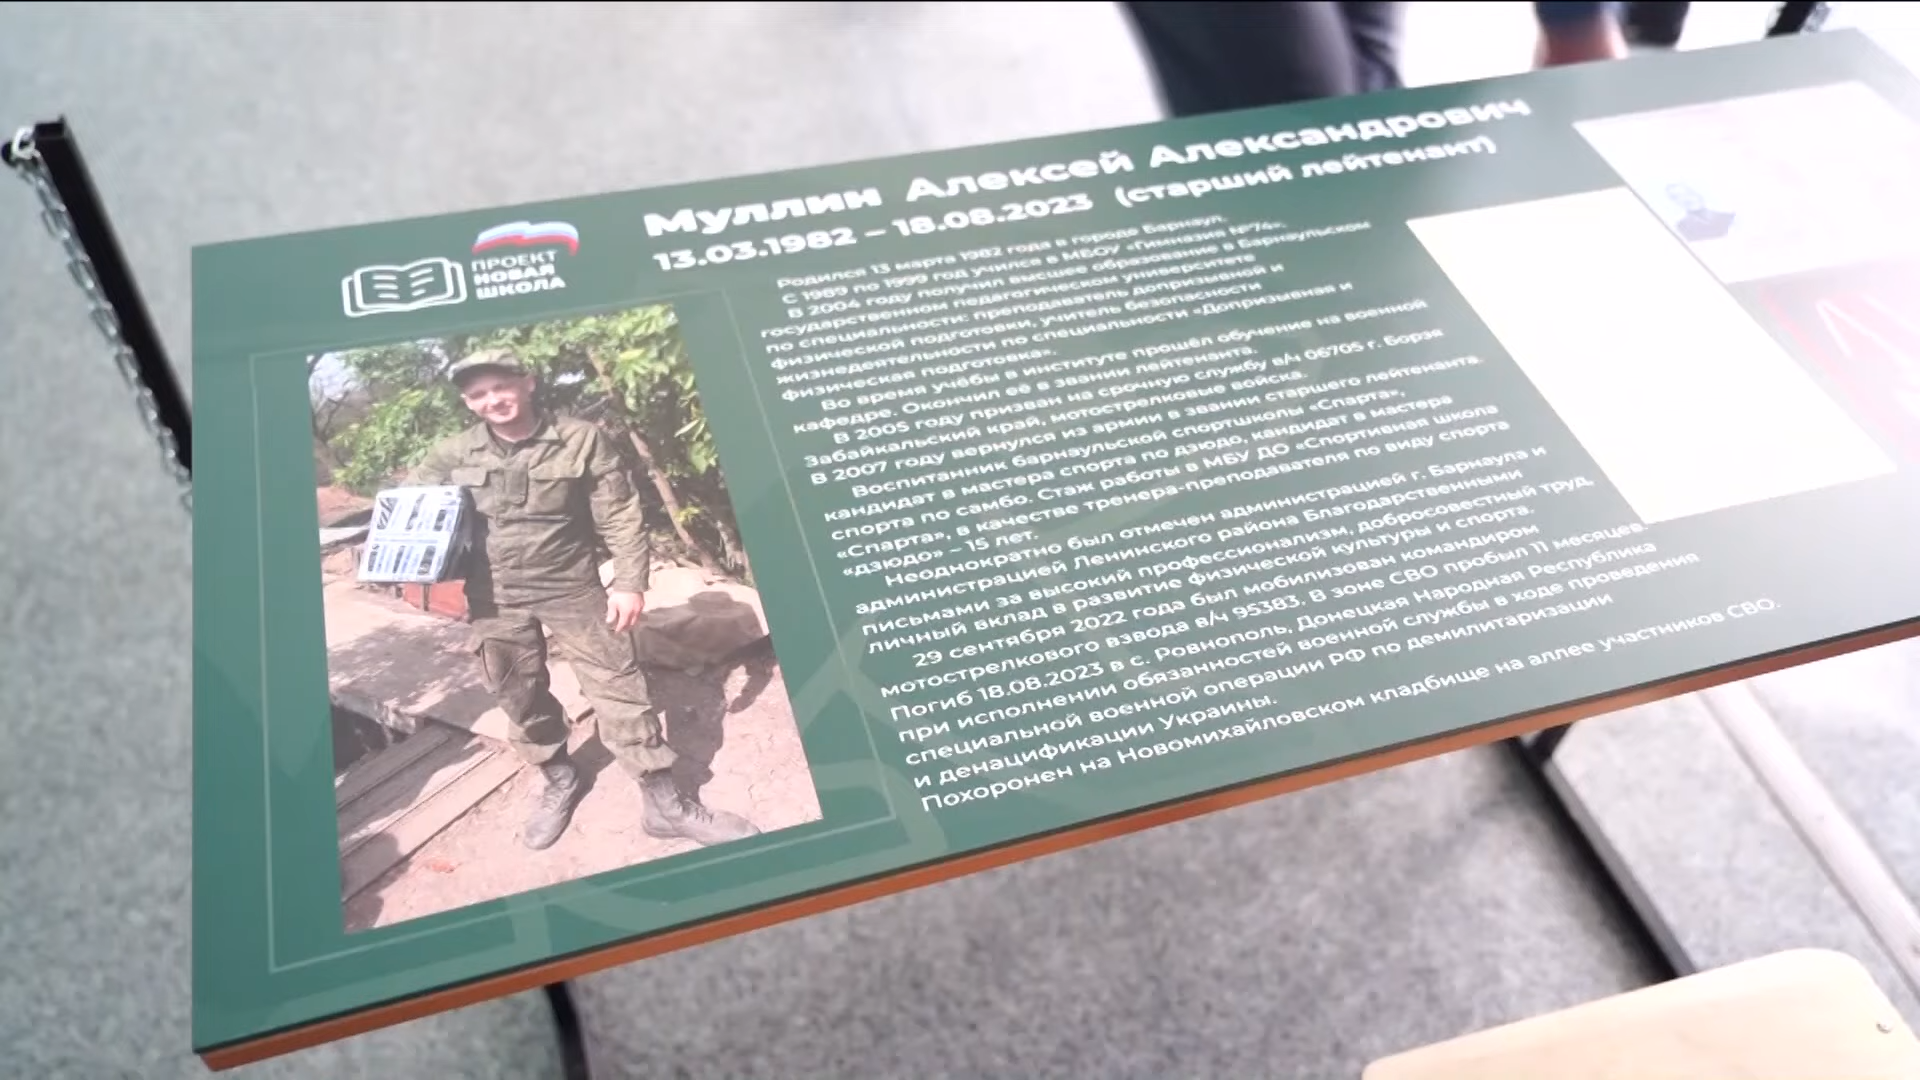 ПРОЕКТ
НОВАЯ
ШКОЛА
Муллин Алексей Александрович
13.03.1982 – 18.08.2023 (старший лейтенант)
Родился 13 марта 1982 года в городе Барнаул.
С 1989 по 1999 год учился в МБОУ «Гимназия №74».
В 2004 году получил высшее образование в Барнаульском
государственном педагогическом университете
по специальности: преподаватель допризывной и
физической подготовки, учитель безопасности
жизнедеятельности по специальности «Допризывная и
физическая подготовка».
Во время учёбы в институте прошёл обучение на военной
кафедре. Окончил её в звании лейтенанта.
В 2005 году призван на срочную службу в/ч 06705 г. Борзя
Забайкальский край, мотострелковые войска.
В 2007 году вернулся из армии в звании старшего лейтенанта.
Воспитанник барнаульской спортшколы «Спарта»,
кандидат в мастера спорта по дзюдо, кандидат в мастера
спорта по самбо. Стаж работы в МБУ ДО «Спортивная школа
«Спарта», в качестве тренера-преподавателя по виду спорта
«дзюдо» – 15 лет.
Неоднократно был отмечен администрацией г. Барнаула и
администрацией Ленинского района Благодарственными
письмами за высокий профессионализм, добросовестный труд,
личный вклад в развитие физической культуры и спорта.
29 сентября 2022 года был мобилизован командиром
мотострелкового взвода в/ч 95383. В зоне СВО пробыл 11 месяцев.
Погиб 18.08.2023 в с. Ровнополь, Донецкая Народная Республика
при исполнении обязанностей военной службы в ходе проведения
специальной военной операции РФ по демилитаризации
и денацификации Украины.
Похоронен на Новомихайловском кладбище на аллее участников СВО.